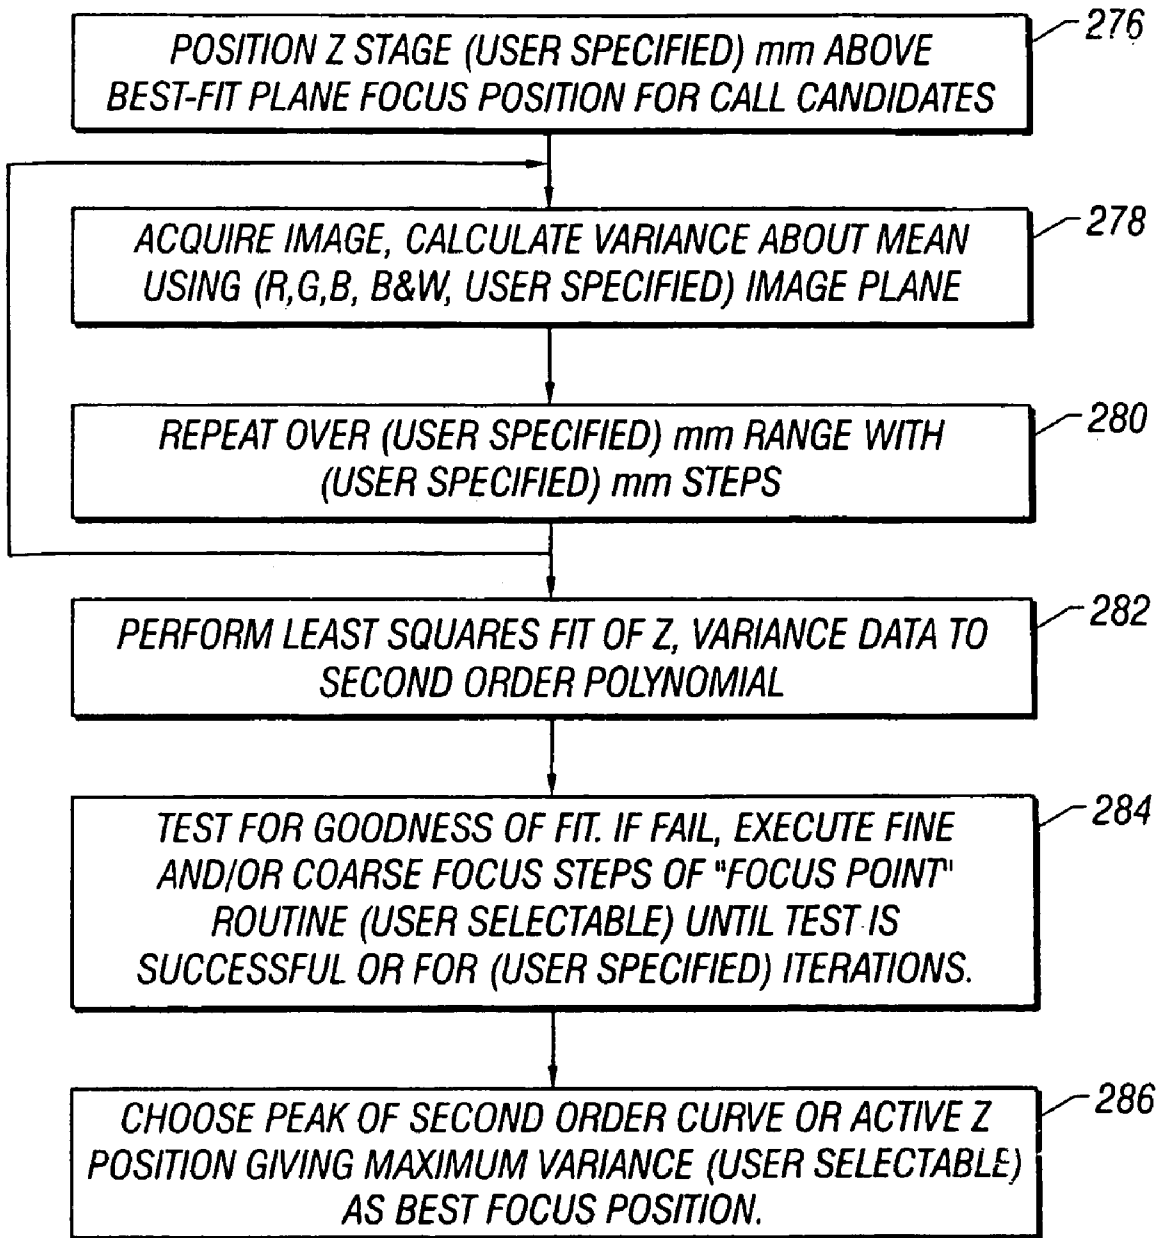 276
POSITION Z STAGE (USER SPECIFIED) mm ABOVE
BEST-FIT PLANE FOCUS POSITION FOR CALL CANDIDATES
278
ACQUIRE IMAGE, CALCULATE VARIANCE ABOUT MEAN
USING (R,G,B, B&W, USER SPECIFIED) IMAGE PLANE
280
REPEAT OVER (USER SPECIFIED) mm RANGE WITH
(USER SPECIFIED) mm STEPS
282
PERFORM LEAST SQUARES FIT OF Z, VARIANCE DATA TO
SECOND ORDER POLYNOMIAL
284
TEST FOR GOODNESS OF FIT. IF FAIL, EXECUTE FINE
AND/OR COARSE FOCUS STEPS OF "FOCUS POINT"
ROUTINE (USER SELECTABLE) UNTIL TEST IS
SUCCESSFUL OR FOR (USER SPECIFIED) ITERATIONS.
286
CHOOSE PEAK OF SECOND ORDER CURVE OR ACTIVE Z
POSITION GIVING MAXIMUM VARIANCE (USER SELECTABLE)
AS BEST FOCUS POSITION.